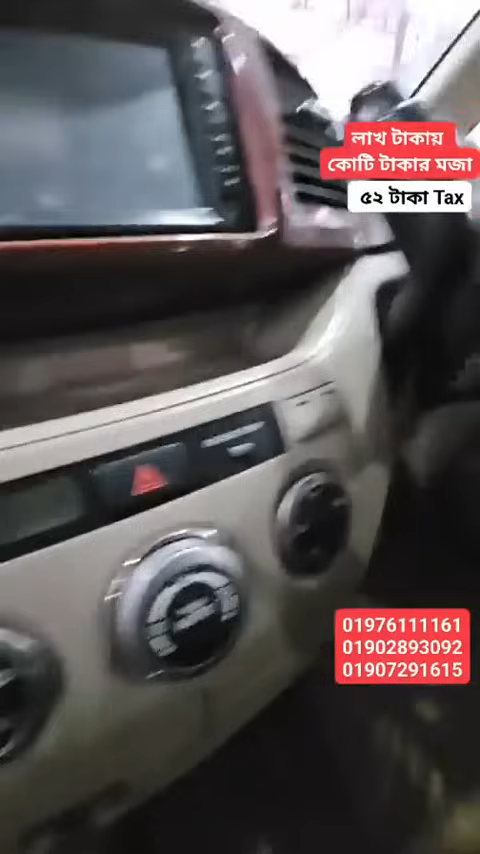 লাখ টাকায়
কোটি টাকার মজা
৫২ টাকা Tax
01976111161
01902893092
01907291615